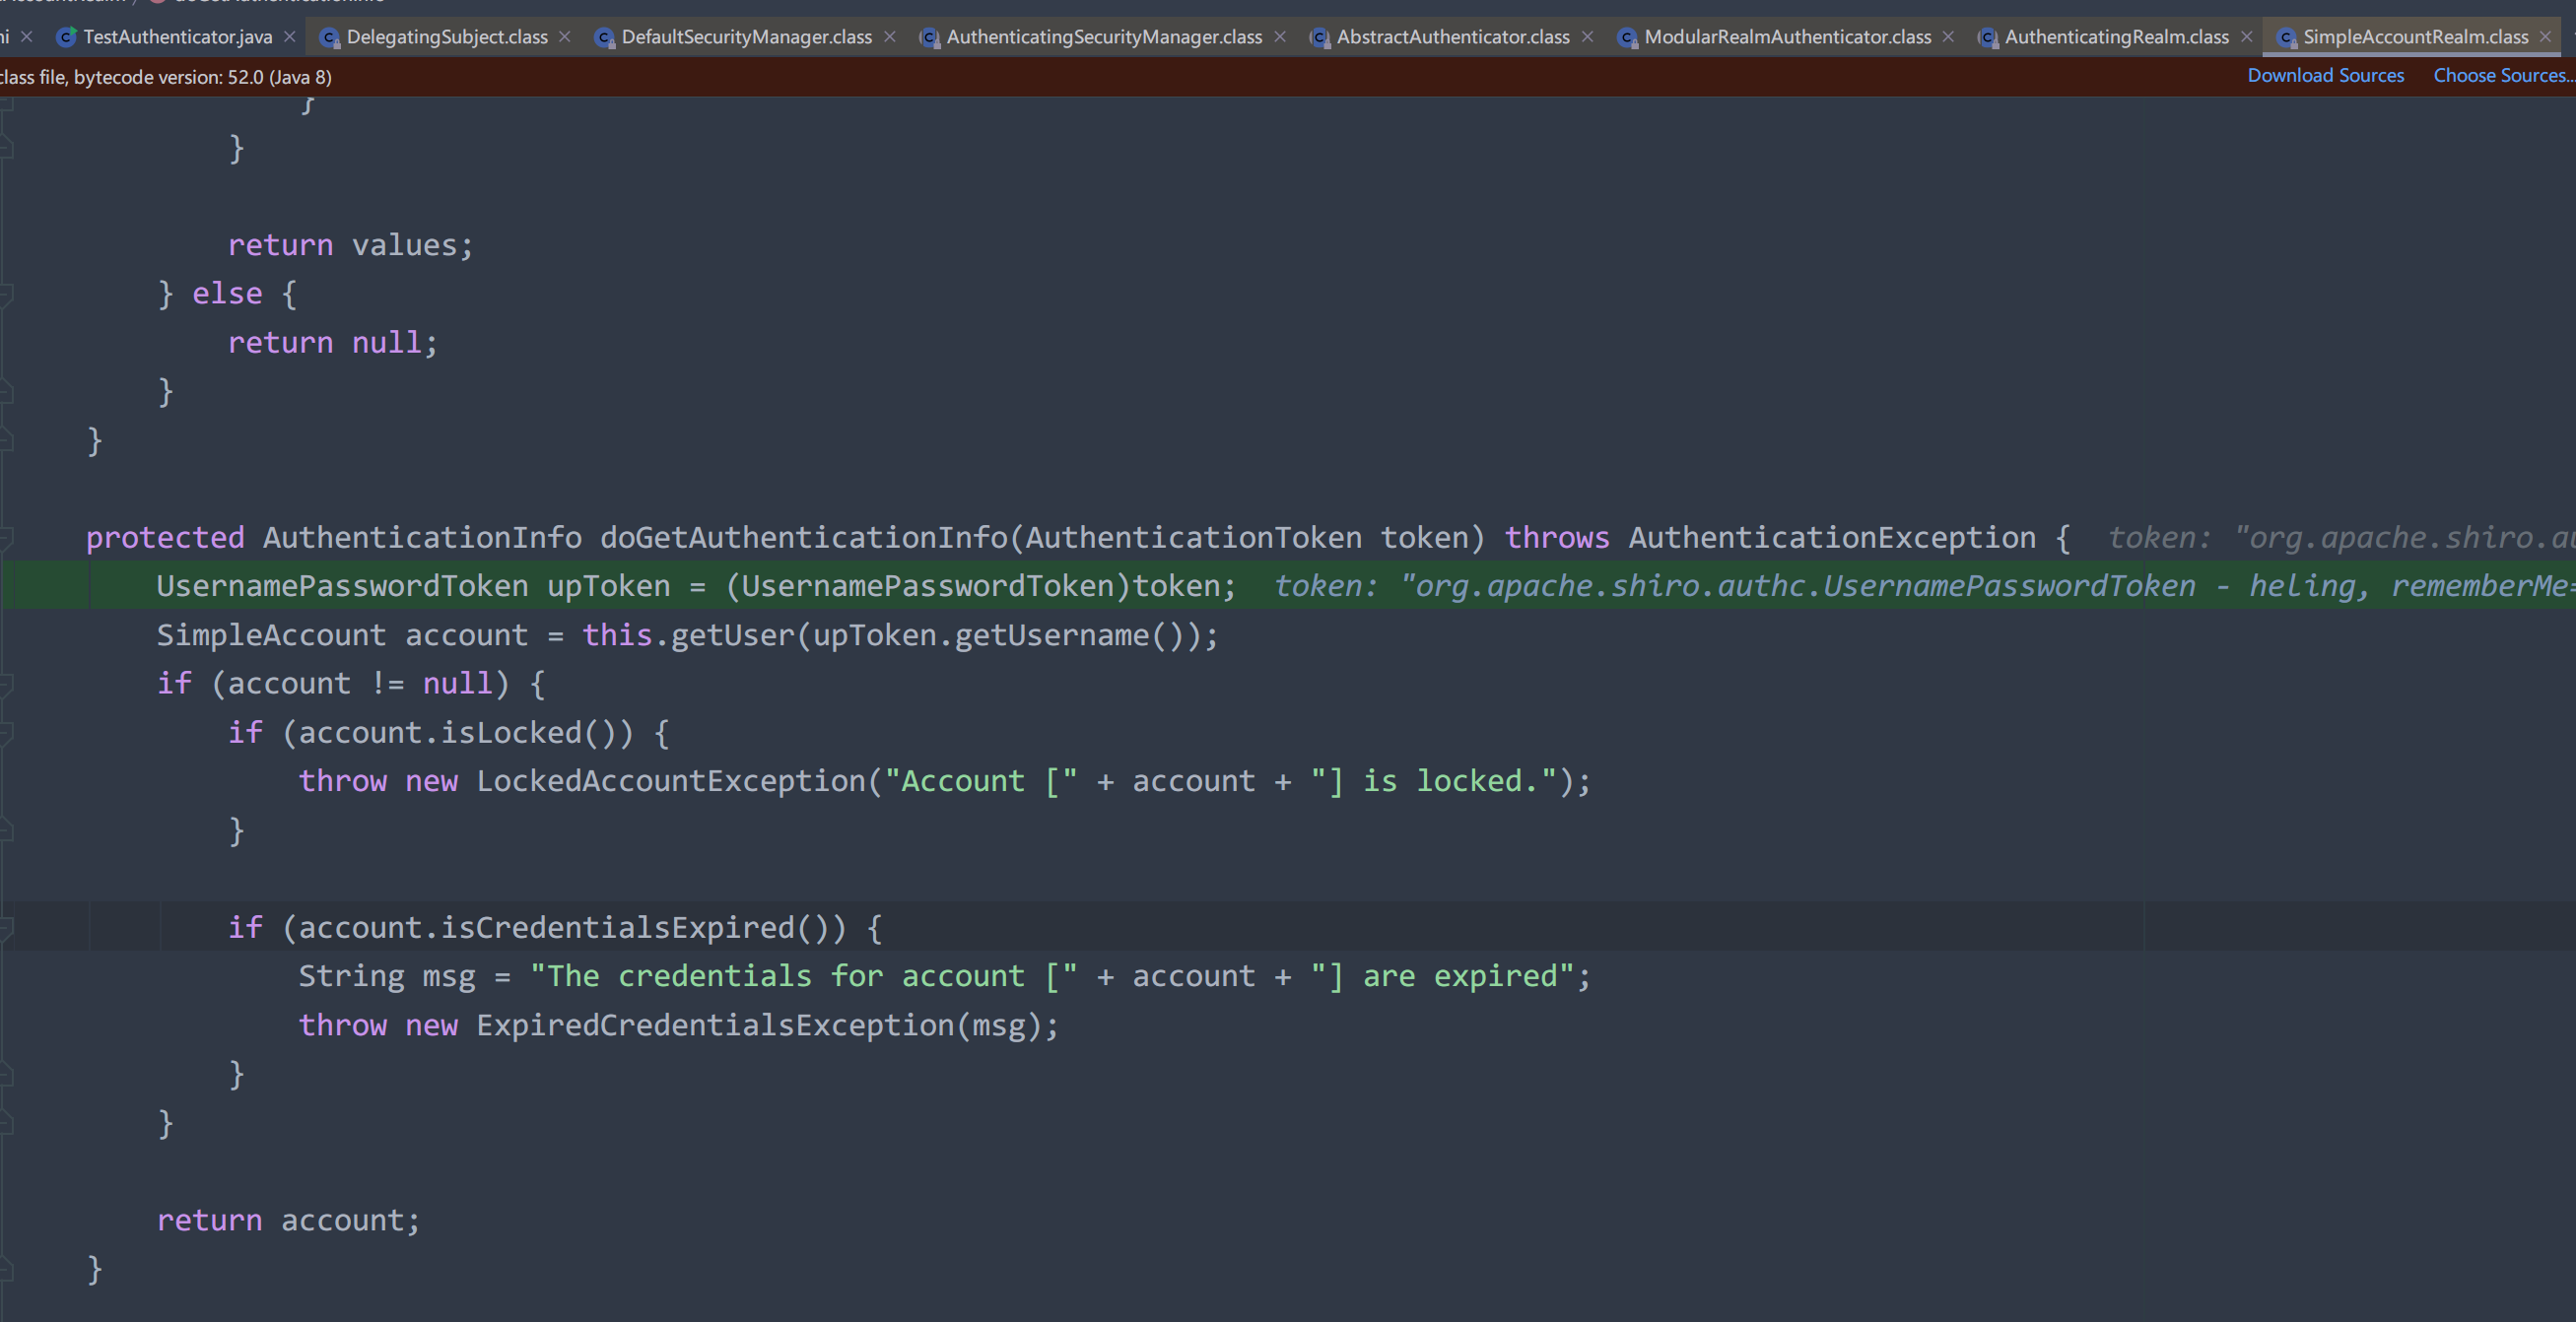 TestAuthenticator.java DelegatingSubject.class DefaultSecurityManager.class AuthenticatingSecurityManager.class AbstractAuthenticator.class ModularRealmAuthenticator.class AuthenticatingRealm.class SimpleAccountRealm.class
class file, bytecode version: 52.0 (Java 8) Download Sources Choose Sources...
}
}
return values;
} else {
return null;
}
}
protected AuthenticationInfo doGetAuthenticationInfo(AuthenticationToken token) throws AuthenticationException { token: "org.apache.shiro.au
UsernamePasswordToken upToken = (UsernamePasswordToken)token; token: "org.apache.shiro.authc.UsernamePasswordToken - heling, rememberMe=
SimpleAccount account = this.getUser(upToken.getUsername());
if (account != null) {
if (account.isLocked()) {
throw new LockedAccountException("Account [" + account + "] is locked.");
}
if (account.isCredentialsExpired()) {
String msg = "The credentials for account [" + account + "] are expired";
throw new ExpiredCredentialsException(msg);
}
}
return account;
}